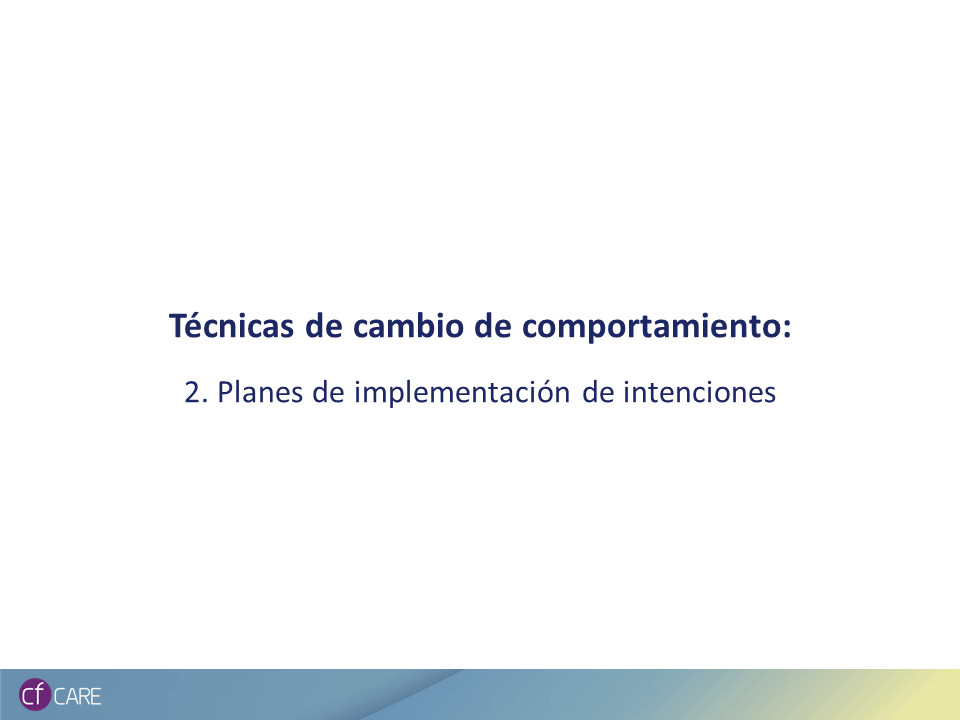 Técnicas de cambio de comportamiento:
2. Planes de implementación de intenciones
cf CARE